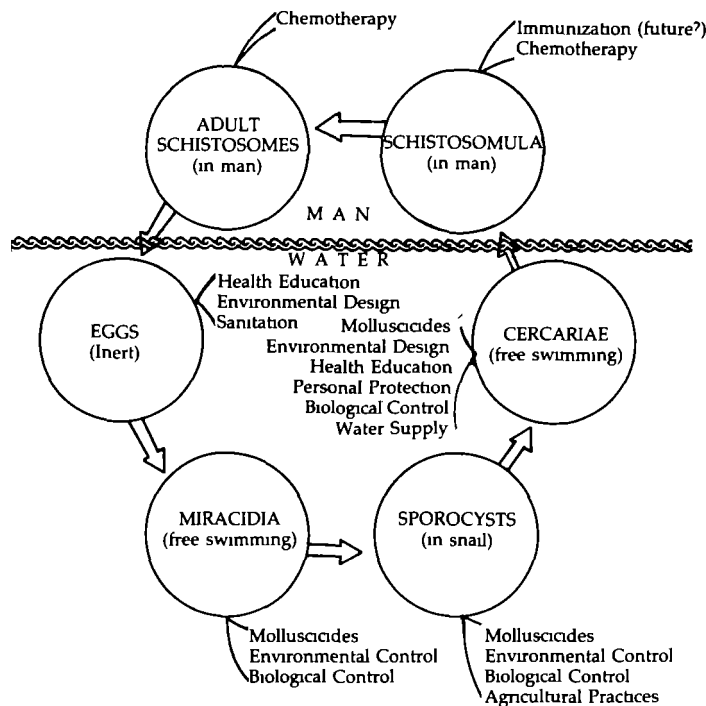 Chemotherapy
Immunization (future?)
Chemotherapy
ADULT
SCHISTOSOMES
(in man)
SCHISTOSOMULA
(in man)
MAN
WATER
EGGS
(Inert)
Health Education
Environmental Design
Sanitation
Molluscicides
Environmental Design
Health Education
Personal Protection
Biological Control
Water Supply
CERCARIAE
(free swimming)
MIRACIDIA
(free swimming)
SPOROCYSTS
(in snail)
Molluscicides
Environmental Control
Biological Control
Molluscicides
Environmental Control
Biological Control
Agricultural Practices